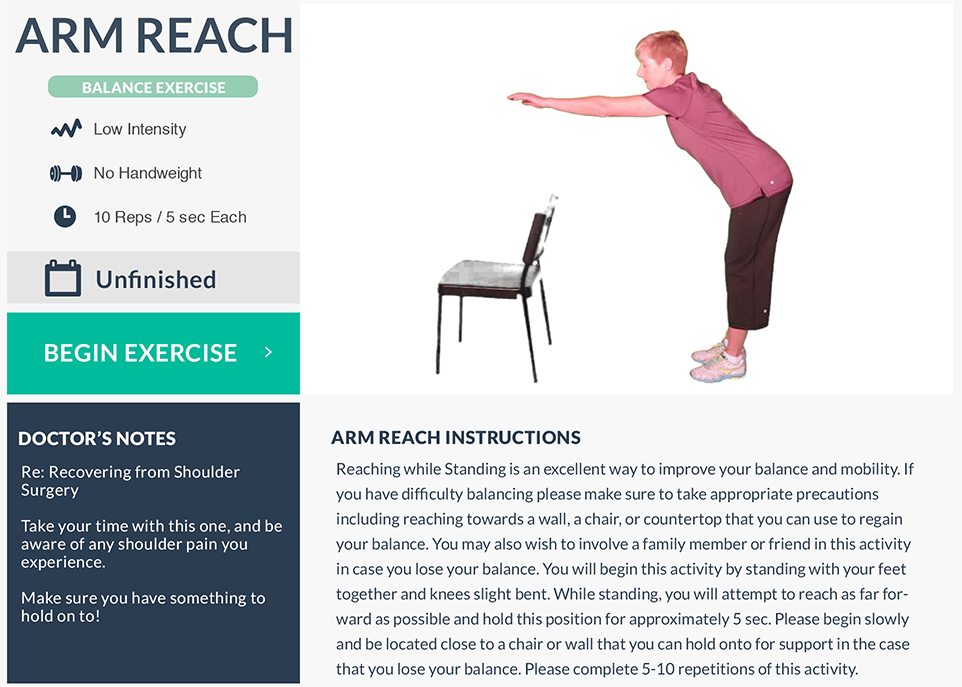 ARM REACH
BALANCE EXERCISE
Low Intensity
No Handweight
10 Reps / 5 sec Each
Unfinished
BEGIN EXERCISE >
DOCTOR'S NOTES
Re: Recovering from Shoulder
Surgery
Take your time with this one, and be
aware of any shoulder pain you
experience.
Make sure you have something to
hold on to!
ARM REACH INSTRUCTIONS
Reaching while Standing is an excellent way to improve your balance and mobility. If
you have difficulty balancing please make sure to take appropriate precautions
including reaching towards a wall, a chair, or countertop that you can use to regain
your balance. You may also wish to involve a family member or friend in this activity
in case you lose your balance. You will begin this activity by standing with your feet
together and knees slight bent. While standing, you will attempt to reach as far for-
ward as possible and hold this position for approximately 5 sec. Please begin slowly
and be located close to a chair or wall that you can hold onto for support in the case
that you lose your balance. Please complete 5-10 repetitions of this activity.